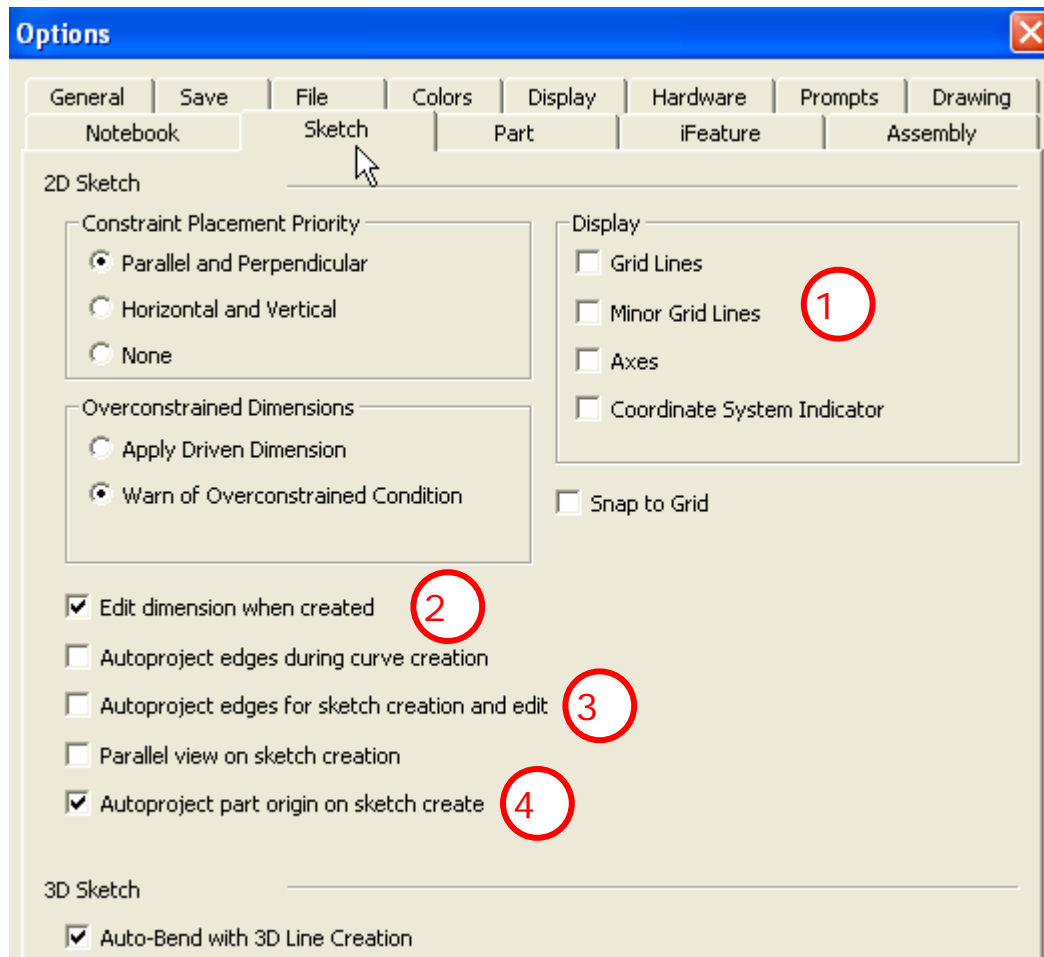 Options
General Save File Colors Display Hardware Prompts Drawing
Notebook Sketch Part iFeature Assembly
2D Sketch
Constraint Placement Priority
Parallel and Perpendicular
Horizontal and Vertical
None
Overconstrained Dimensions
Apply Driven Dimension
Warn of Overconstrained Condition
Display
Grid Lines
Minor Grid Lines
1
Axes
Coordinate System Indicator
Snap to Grid
Edit dimension when created
2
Autoproject edges during curve creation
Autoproject edges for sketch creation and edit
3
Parallel view on sketch creation
Autoproject part origin on sketch create
4
3D Sketch
Auto-Bend with 3D Line Creation